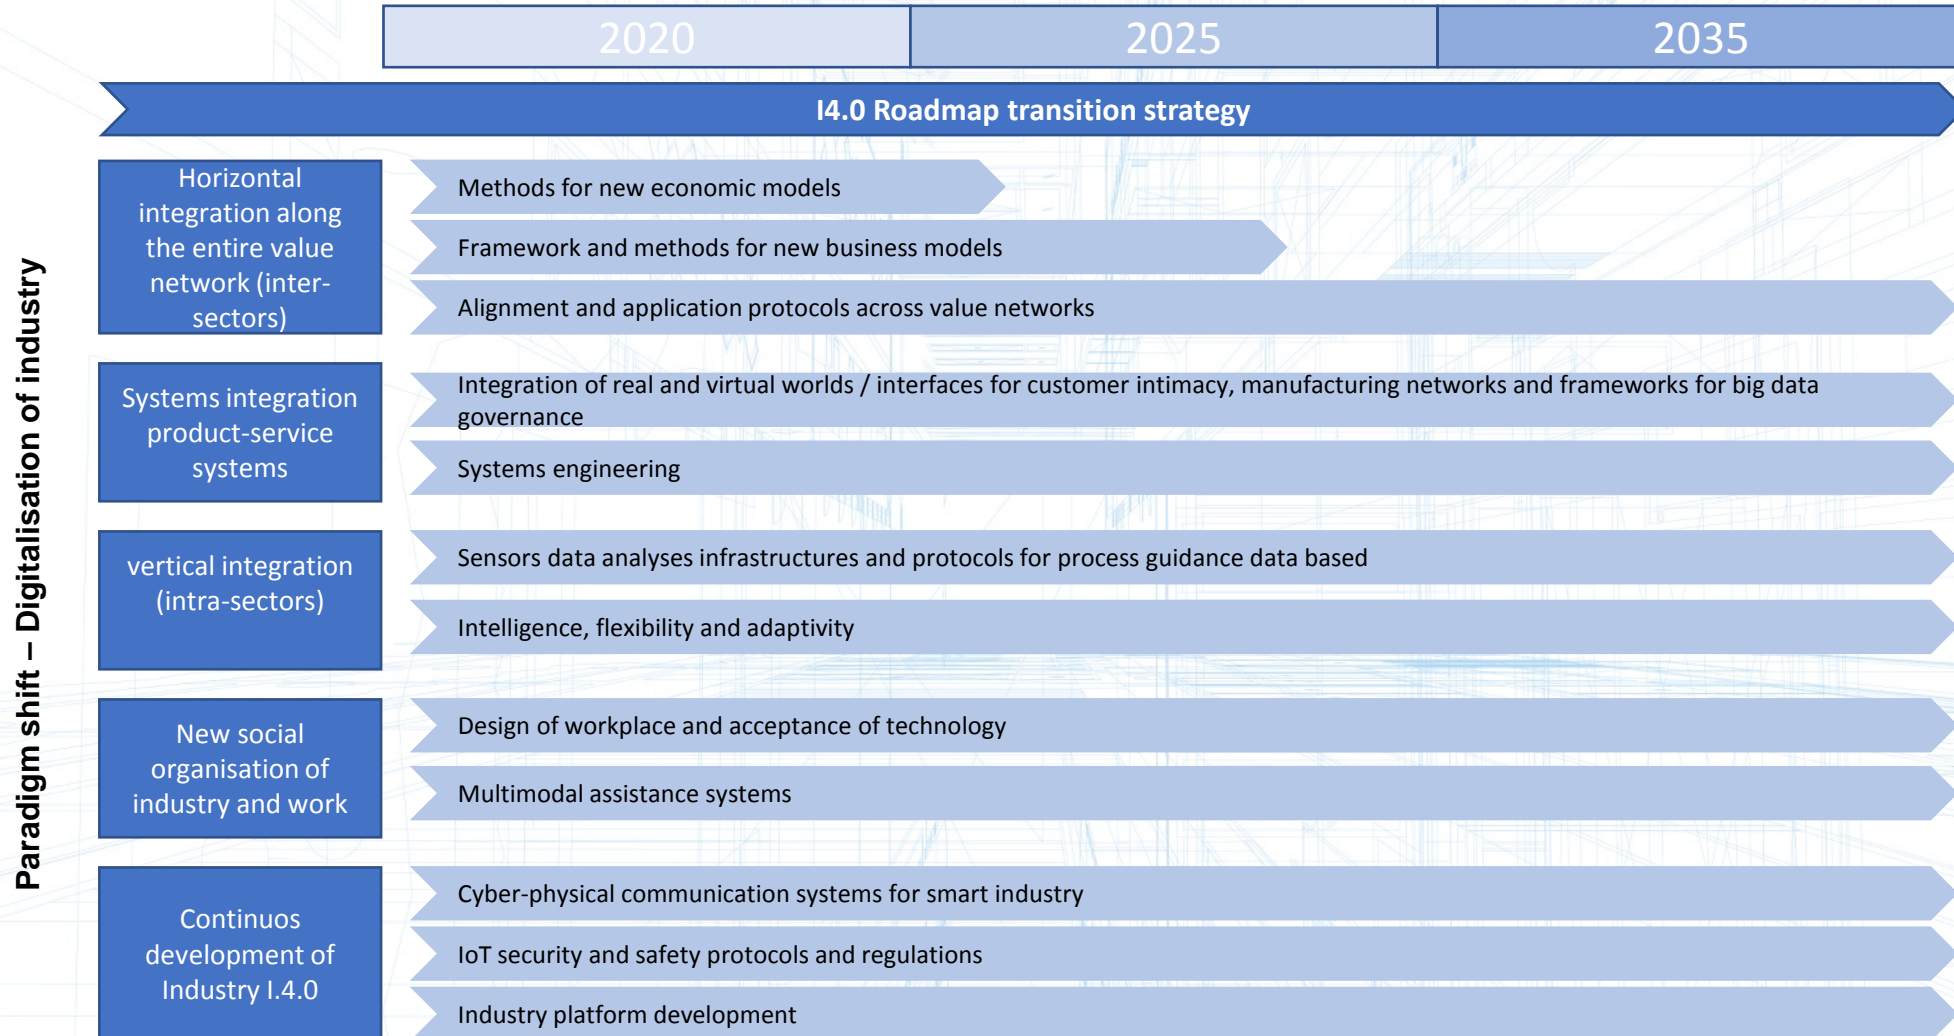 2020
2025
2035
I4.0 Roadmap transition strategy
Paradigm shift – Digitalisation of industry
Horizontal
integration along
the entire value
network (inter-
sectors)
Methods for new economic models
Framework and methods for new business models
Alignment and application protocols across value networks
Systems integration
product-service
systems
Integration of real and virtual worlds / interfaces for customer intimacy, manufacturing networks and frameworks for big data
governance
Systems engineering
vertical integration
(intra-sectors)
Sensors data analyses infrastructures and protocols for process guidance data based
Intelligence, flexibility and adaptivity
New social
organisation of
industry and work
Design of workplace and acceptance of technology
Multimodal assistance systems
Continuos
development of
Industry I.4.0
Cyber-physical communication systems for smart industry
IoT security and safety protocols and regulations
Industry platform development